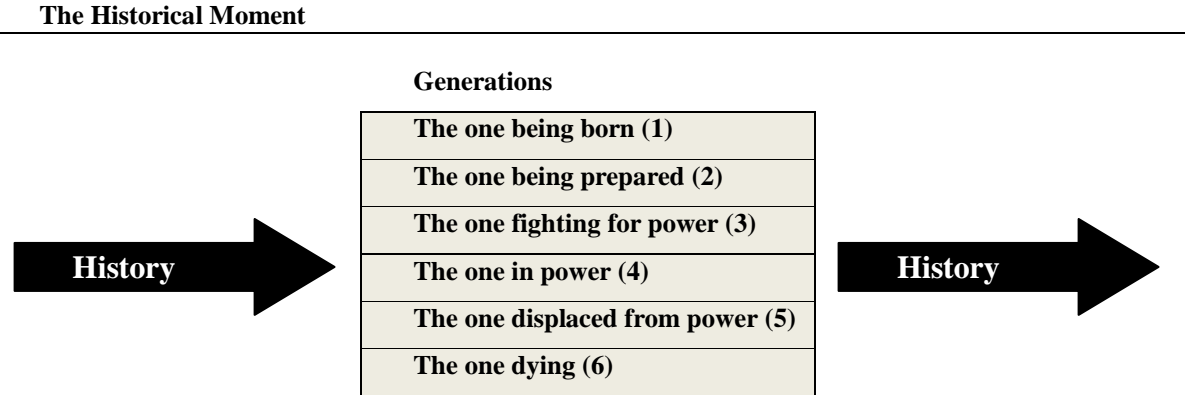 The Historical Moment
Generations
The one being born (1)
The one being prepared (2)
The one fighting for power (3)
History
The one in power (4)
History
The one displaced from power (5)
The one dying (6)